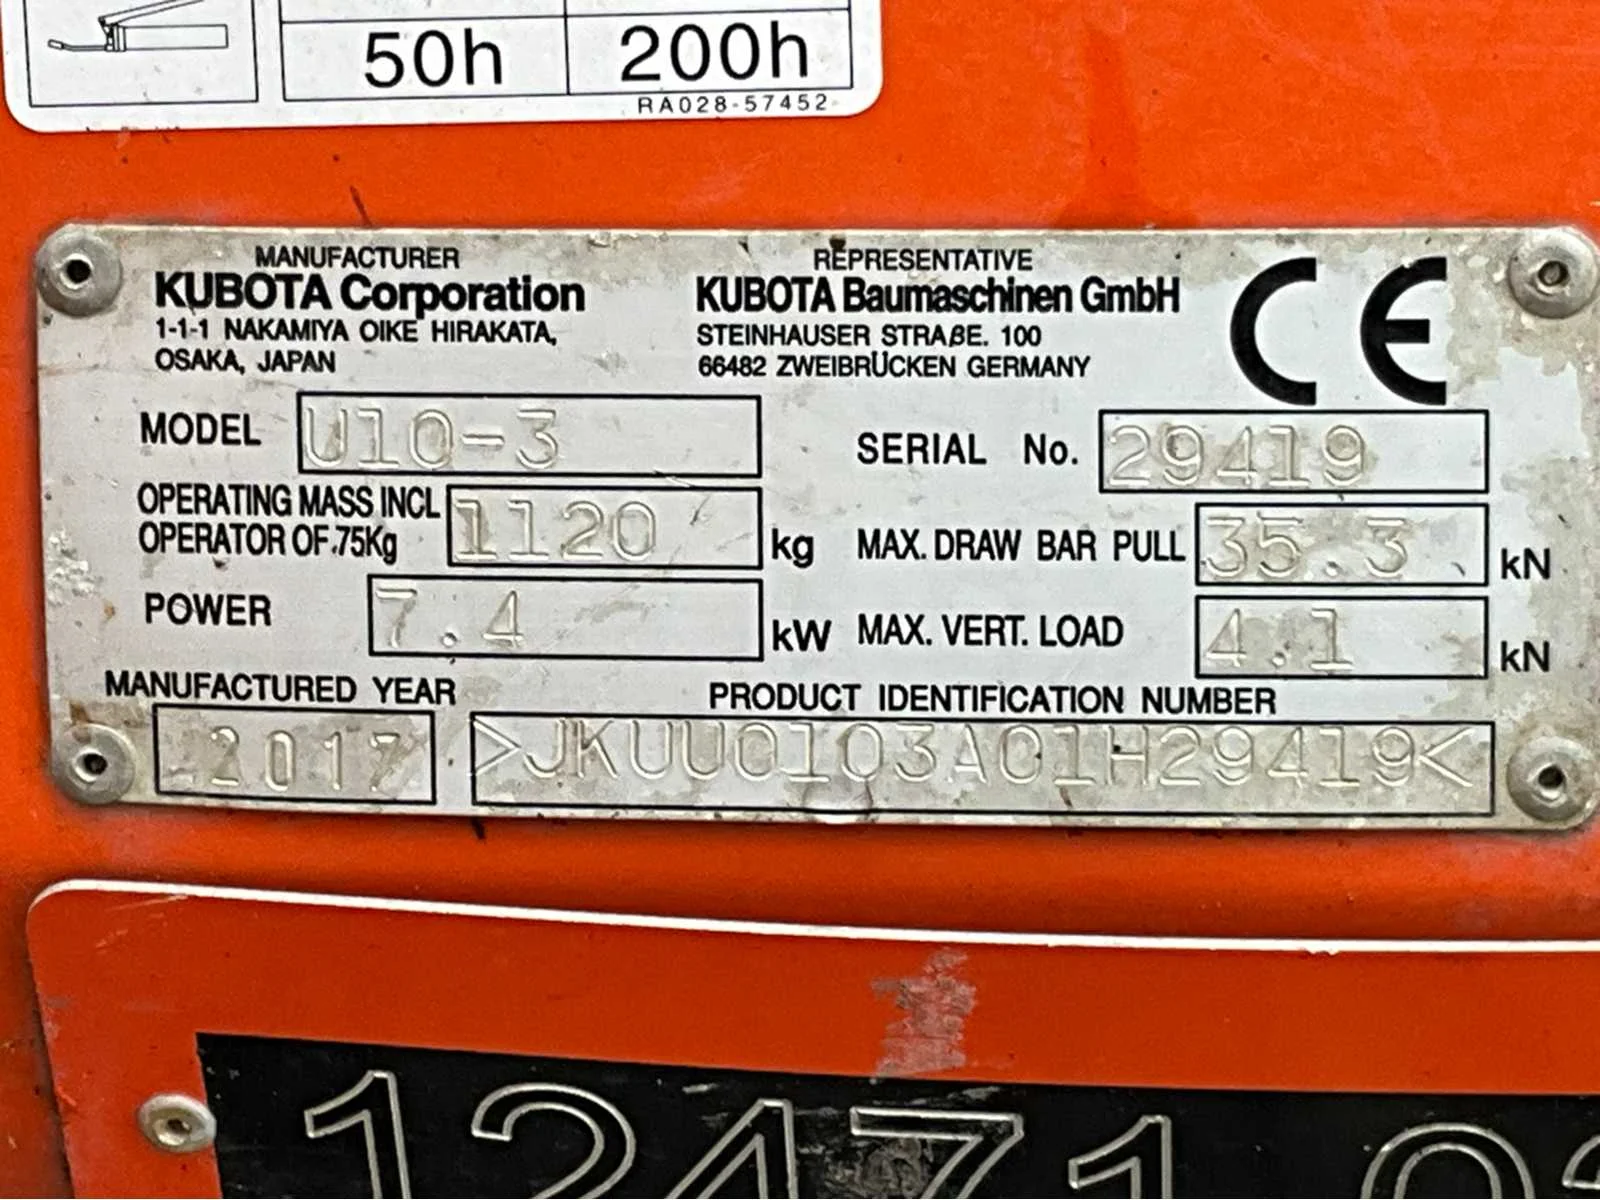 50h 200h
RA028-57452
MANUFACTURER
KUBOTA Corporation
1-1-1 NAKAMIYA OIKE HIRAKATA,
OSAKA, JAPAN
REPRESENTATIVE
KUBOTA Baumaschinen GmbH
STEINHAUSER STRAßE. 100
66482 ZWEIBRÜCKEN GERMANY
CE
MODEL U10-3
SERIAL No. 29419
OPERATING MASS INCL
OPERATOR OF.75Kg 1120 kg
MAX. DRAW BAR PULL 35.3 kN
POWER 7.4 kW
MAX. VERT. LOAD 4.1 kN
MANUFACTURED YEAR
2017
PRODUCT IDENTIFICATION NUMBER
>JKUU0103A01H29419<
12471